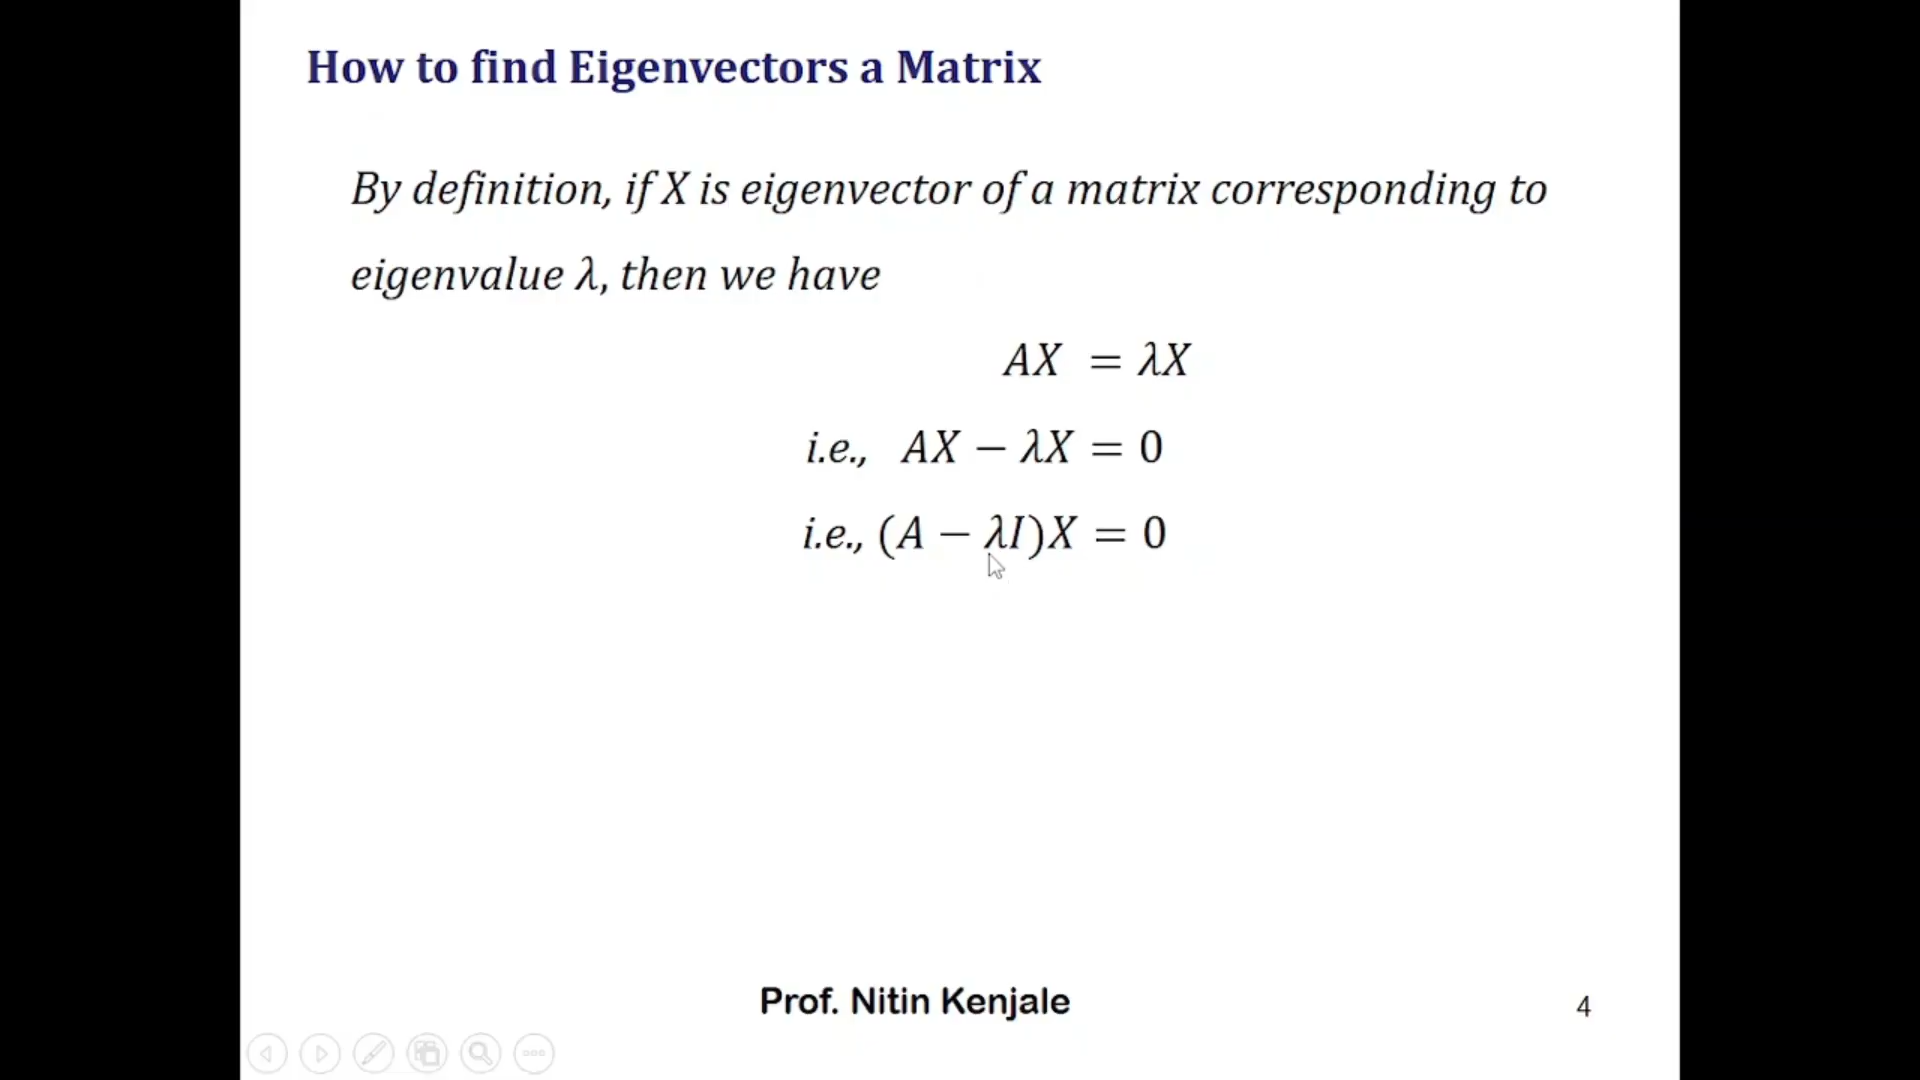 How to find Eigenvectors a Matrix
By definition, if X is eigenvector of a matrix corresponding to
eigenvalue λ, then we have
AX = λX
i.e., AX − λX = 0
i.e., (A − λI)X = 0
Prof. Nitin Kenjale
4